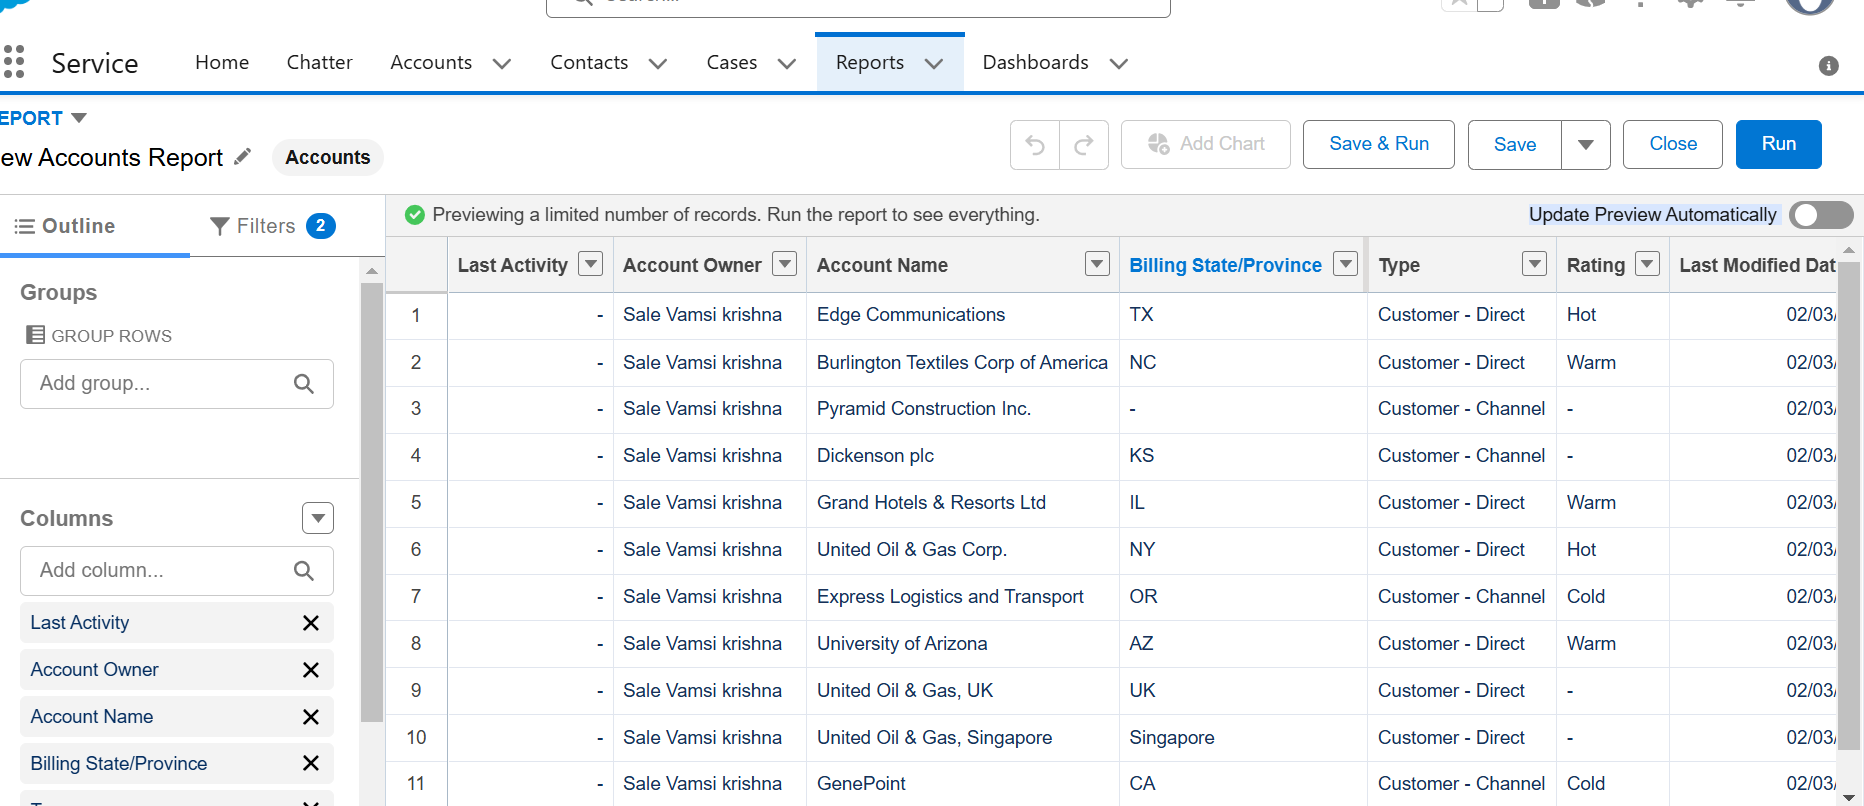 Service Home Chatter Accounts Contacts Cases Reports Dashboards
EPORT
ew Accounts Report Accounts Add Chart Save & Run Save Close Run
Outline Filters 2
Previewing a limited number of records. Run the report to see everything. Update Preview Automatically
Groups
GROUP ROWS
Add group...
Columns
Add column...
Last Activity
Account Owner
Account Name
Billing State/Province
Last Activity Account Owner Account Name Billing State/Province Type Rating Last Modified Dat
1 - Sale Vamsi krishna Edge Communications TX Customer - Direct Hot 02/03/
2 - Sale Vamsi krishna Burlington Textiles Corp of America NC Customer - Direct Warm 02/03/
3 - Sale Vamsi krishna Pyramid Construction Inc. - Customer - Channel - 02/03/
4 - Sale Vamsi krishna Dickenson plc KS Customer - Channel - 02/03/
5 - Sale Vamsi krishna Grand Hotels & Resorts Ltd IL Customer - Direct Warm 02/03/
6 - Sale Vamsi krishna United Oil & Gas Corp. NY Customer - Direct Hot 02/03/
7 - Sale Vamsi krishna Express Logistics and Transport OR Customer - Channel Cold 02/03/
8 - Sale Vamsi krishna University of Arizona AZ Customer - Direct Warm 02/03/
9 - Sale Vamsi krishna United Oil & Gas, UK UK Customer - Direct - 02/03/
10 - Sale Vamsi krishna United Oil & Gas, Singapore Singapore Customer - Direct - 02/03/
11 - Sale Vamsi krishna GenePoint CA Customer - Channel Cold 02/03/